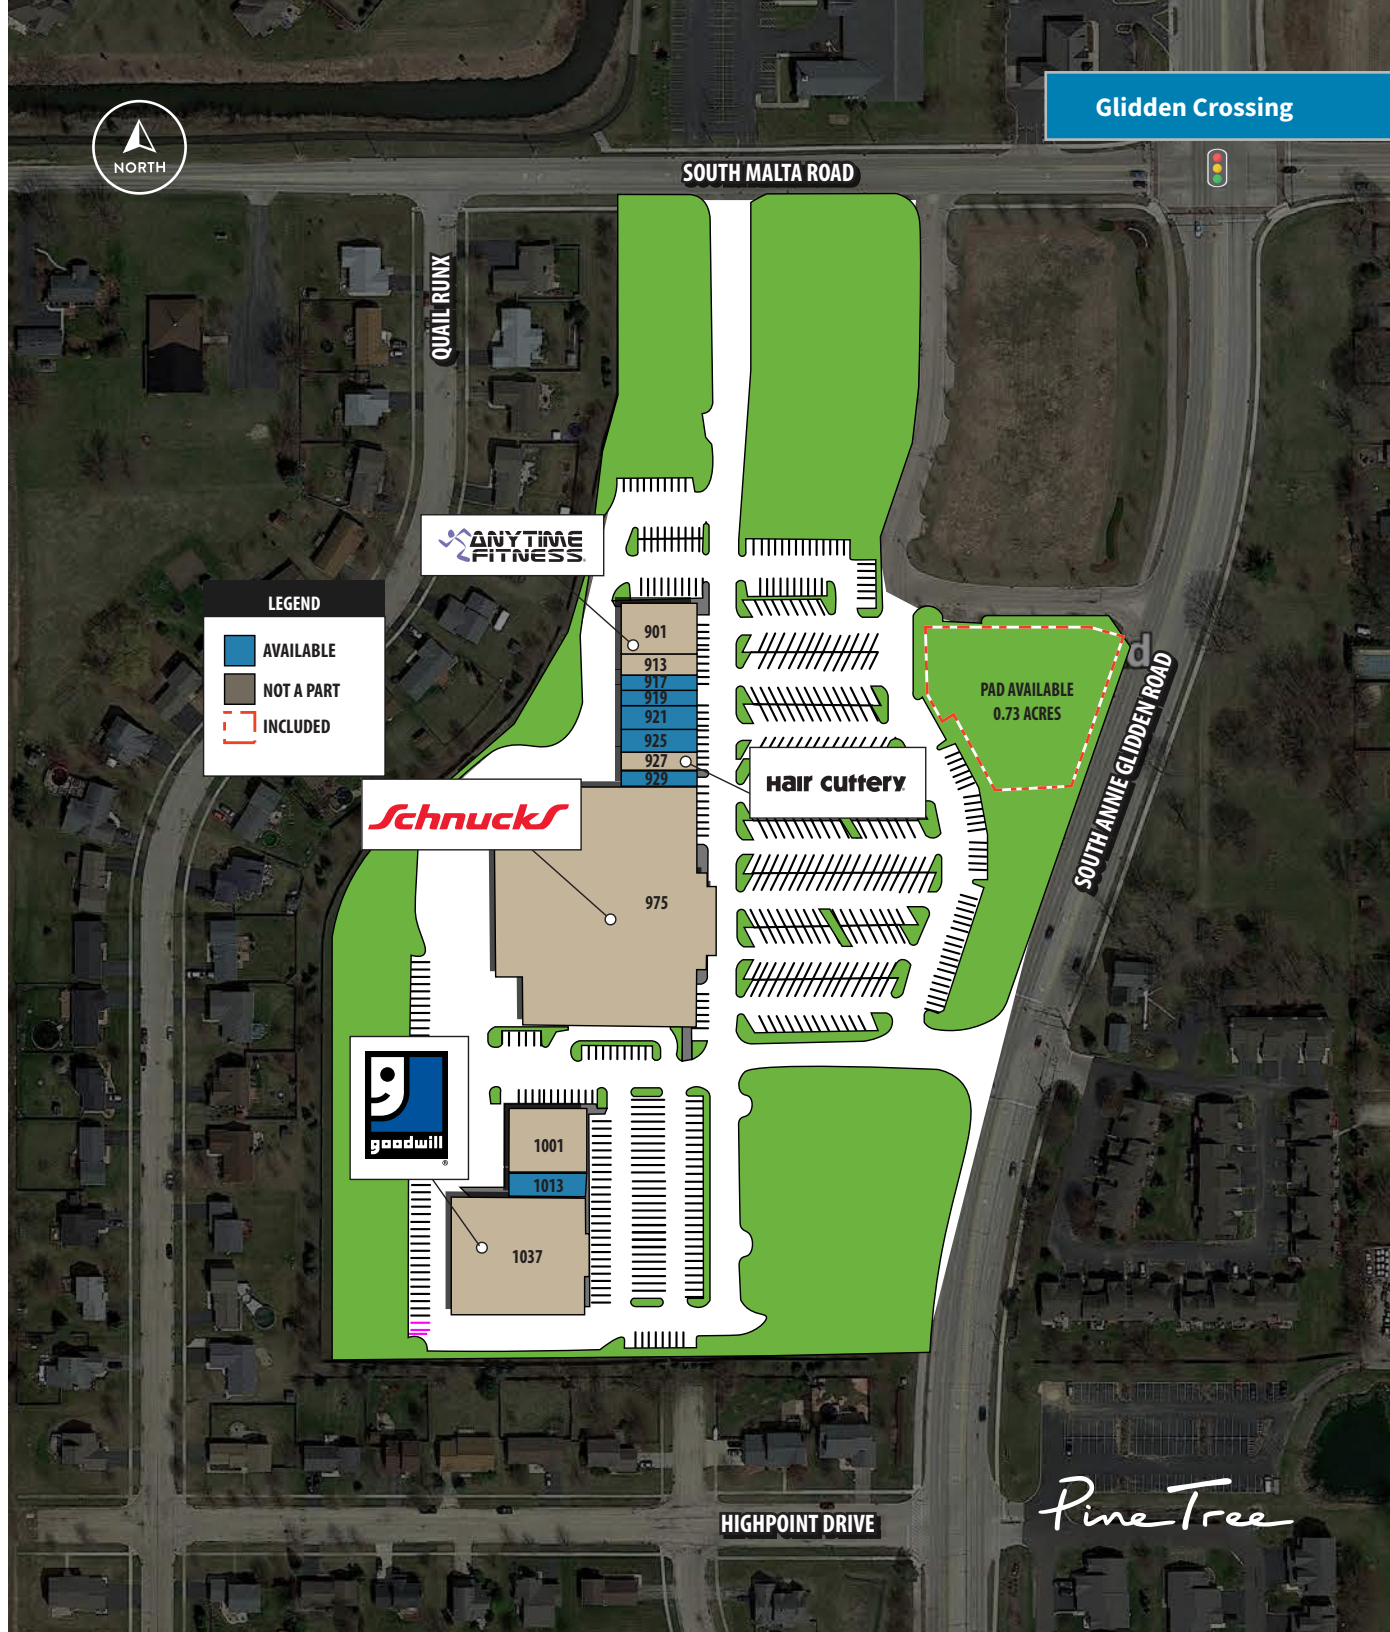 Glidden Crossing
NORTH
SOUTH MALTA ROAD
QUAIL RUNX
ANYTIME
FITNESS
LEGEND
AVAILABLE
NOT A PART
INCLUDED
901
913
917
919
921
925
927
929
PAD AVAILABLE
0.73 ACRES
d
SOUTH ANNIE GLIDDEN ROAD
Hair Cuttery
Schnucks
975
goodwill
®
1001
1013
1037
HIGHPOINT DRIVE
Pine Tree